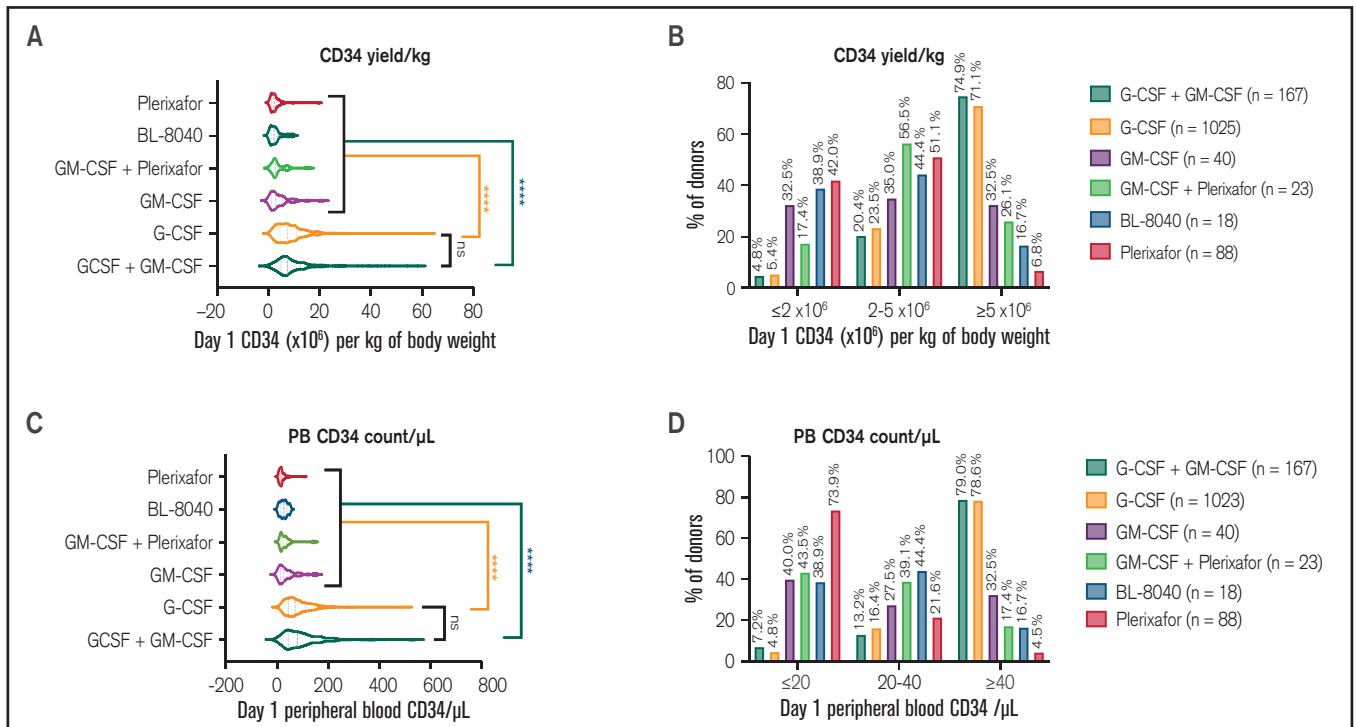 A
CD34 yield/kg
Plerixafor
BL-8040
GM-CSF + Plerixafor
GM-CSF
G-CSF
GCSF + GM-CSF
****
****
ns
–20 0 20 40 60 80
Day 1 CD34 (x10⁶) per kg of body weight
B
CD34 yield/kg
% of donors
80
60
40
20
0
4.8% 5.4% 32.5% 17.4% 38.9% 42.0%
20.4% 23.5% 35.0% 56.5% 44.4% 51.1%
74.9% 71.1% 32.5% 26.1% 16.7% 6.8%
≤2 x10⁶ 2-5 x10⁶ ≥5 x10⁶
Day 1 CD34 (x10⁶) per kg of body weight
G-CSF + GM-CSF (n = 167)
G-CSF (n = 1025)
GM-CSF (n = 40)
GM-CSF + Plerixafor (n = 23)
BL-8040 (n = 18)
Plerixafor (n = 88)
C
PB CD34 count/µL
Plerixafor
BL-8040
GM-CSF + Plerixafor
GM-CSF
G-CSF
GCSF + GM-CSF
****
****
ns
-200 0 200 400 600 800
Day 1 peripheral blood CD34/µL
D
PB CD34 count/µL
% of donors
100
80
60
40
20
0
7.2% 4.8% 40.0% 43.5% 38.9% 73.9%
13.2% 16.4% 27.5% 39.1% 44.4% 21.6%
79.0% 78.6% 32.5% 17.4% 16.7% 4.5%
≤20 20-40 ≥40
Day 1 peripheral blood CD34 /µL
G-CSF + GM-CSF (n = 167)
G-CSF (n = 1023)
GM-CSF (n = 40)
GM-CSF + Plerixafor (n = 23)
BL-8040 (n = 18)
Plerixafor (n = 88)